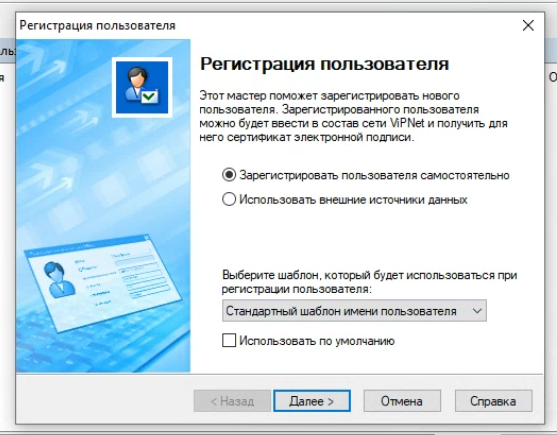 Регистрация пользователя
Регистрация пользователя
Этот мастер поможет зарегистрировать нового
пользователя. Зарегистрированного пользователя
можно будет ввести в состав сети ViPNet и получить для
него сертификат электронной подписи.
Зарегистрировать пользователя самостоятельно
Использовать внешние источники данных
Выберите шаблон, который будет использоваться при
регистрации пользователя:
Стандартный шаблон имени пользователя
Использовать по умолчанию
< Назад Далее > Отмена Справка